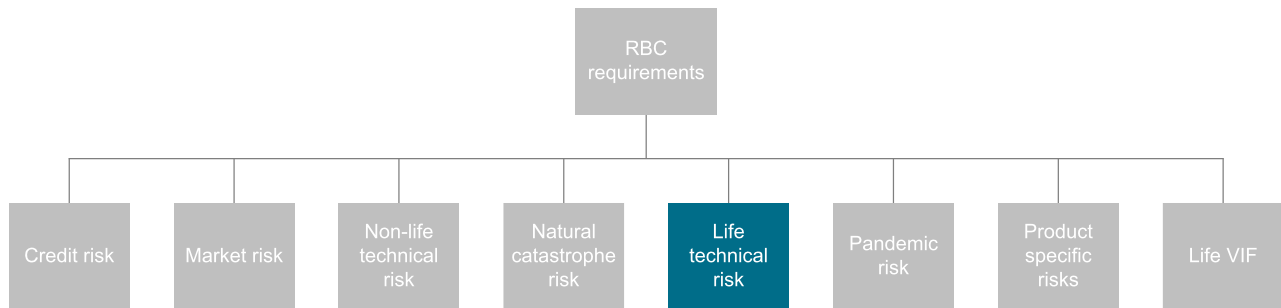 RBC
requirements
Credit risk
Market risk
Non-life
technical
risk
Natural
catastrophe
risk
Life
technical
risk
Pandemic
risk
Product
specific
risks
Life VIF